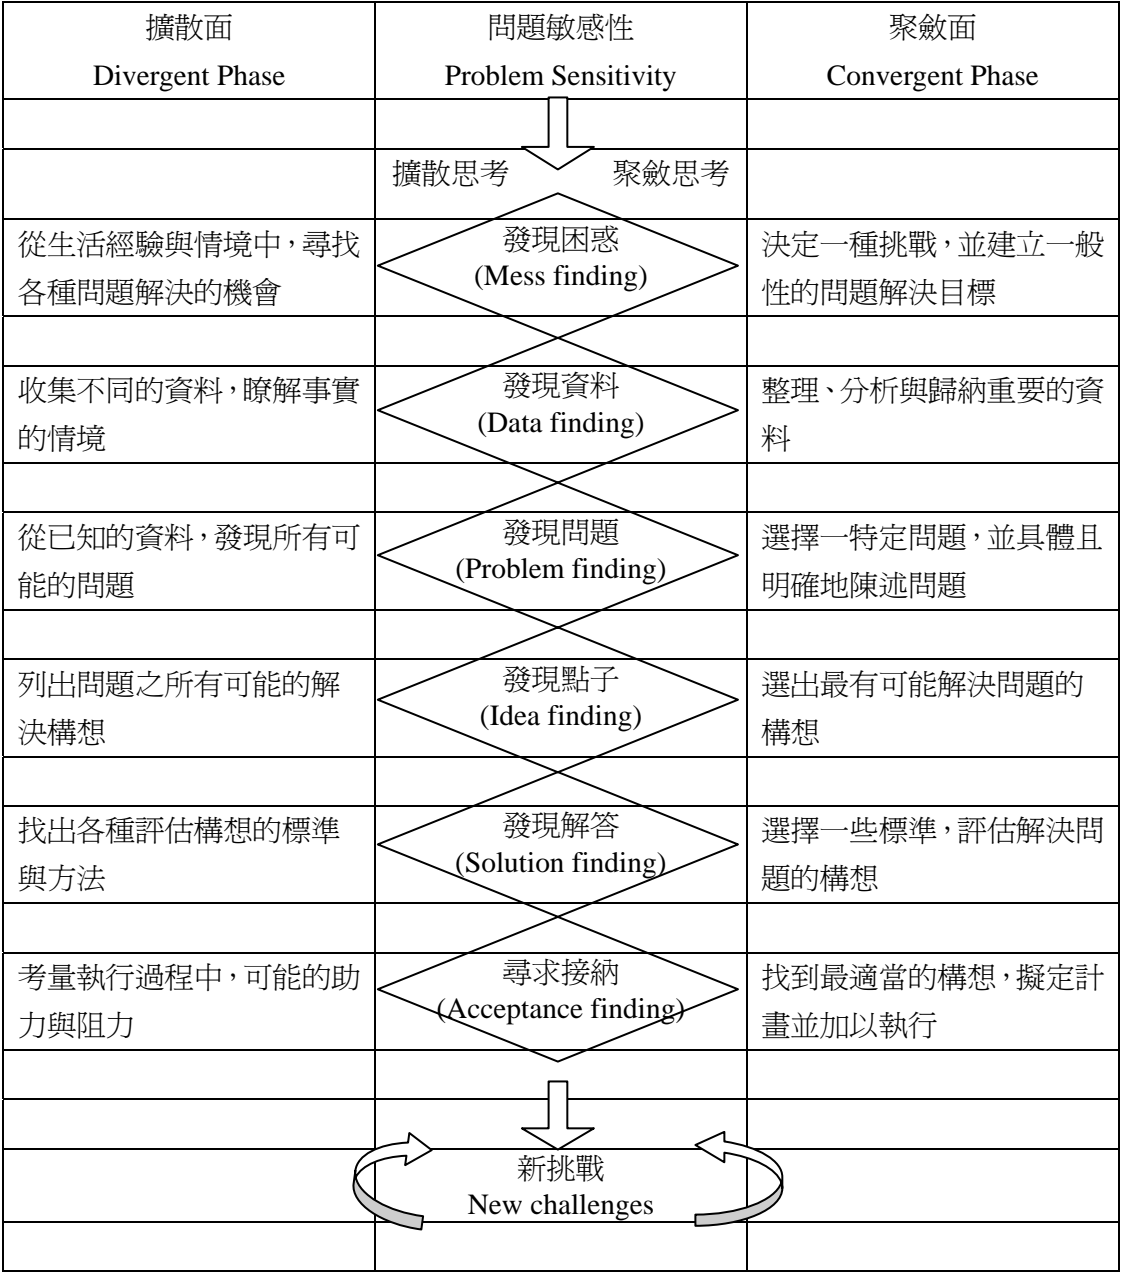 擴散面
Divergent Phase
問題敏感性
Problem Sensitivity
聚斂面
Convergent Phase
擴散思考 聚斂思考
從生活經驗與情境中，尋找
各種問題解決的機會
發現困惑
(Mess finding)
決定一種挑戰，並建立一般
性的問題解決目標
收集不同的資料，瞭解事實
的情境
發現資料
(Data finding)
整理、分析與歸納重要的資
料
從已知的資料，發現所有可
能的問題
發現問題
(Problem finding)
選擇一特定問題，並具體且
明確地陳述問題
列出問題之所有可能的解
決構想
發現點子
(Idea finding)
選出最有可能解決問題的
構想
找出各種評估構想的標準
與方法
發現解答
(Solution finding)
選擇一些標準，評估解決問
題的構想
考量執行過程中，可能的助
力與阻力
尋求接納
(Acceptance finding)
找到最適當的構想，擬定計
畫並加以執行
新挑戰
New challenges